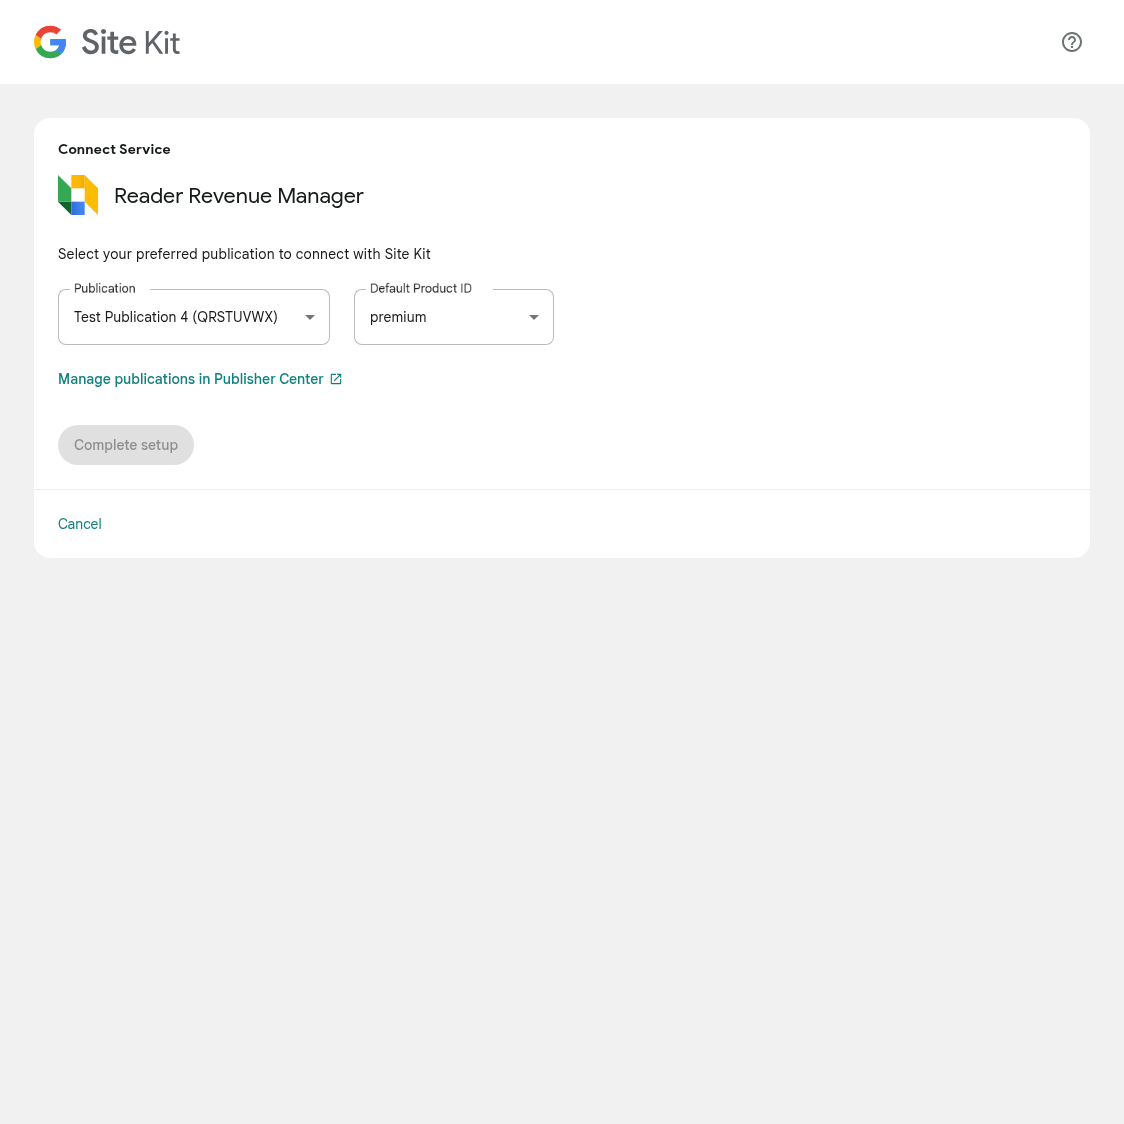 Site Kit
Connect Service
Reader Revenue Manager
Select your preferred publication to connect with Site Kit
Publication
Default Product ID
Test Publication 4 (QRSTUVWX)
premium
Manage publications in Publisher Center
Complete setup
Cancel